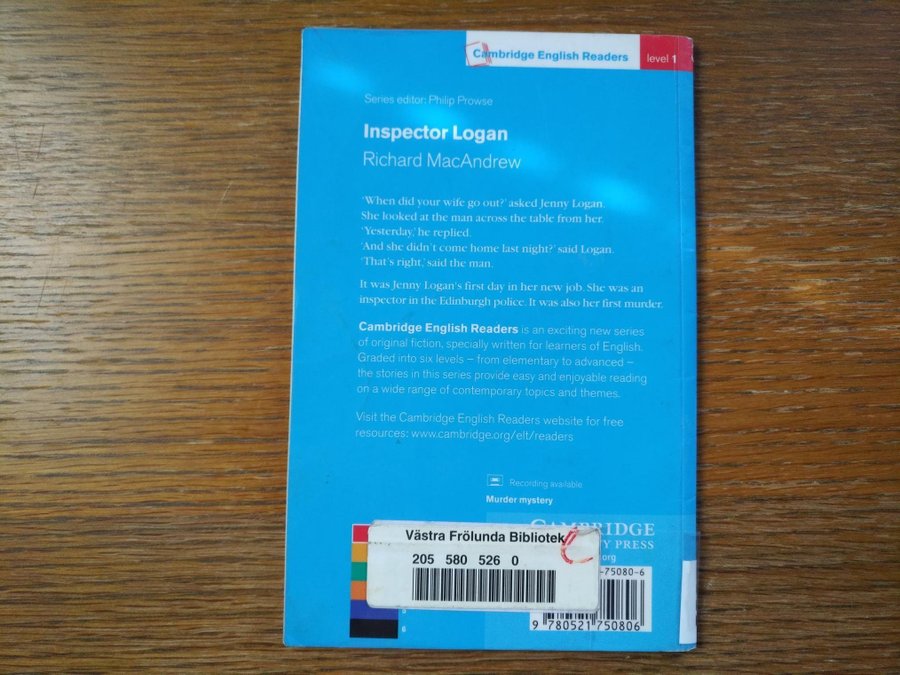 Cambridge English Readers
level 1
Series editor: Philip Prowse
Inspector Logan
Richard MacAndrew
'When did your wife go out?' asked Jenny Logan.
She looked at the man across the table from her.
'Yesterday,' he replied.
'And she didn't come home last night?' said Logan.
'That's right,' said the man.
It was Jenny Logan's first day in her new job. She was an
inspector in the Edinburgh police. It was also her first murder.
Cambridge English Readers is an exciting new series
of original fiction, specially written for learners of English.
Graded into six levels – from elementary to advanced –
the stories in this series provide easy and enjoyable reading
on a wide range of contemporary topics and themes.
Visit the Cambridge English Readers website for free
resources: www.cambridge.org/elt/readers
Recording available
Murder mystery
CAMBRIDGE
Y PRESS
.org
Västra Frölunda Bibliotek
205 580 526 0
-75080-6
9 780521 750806
6